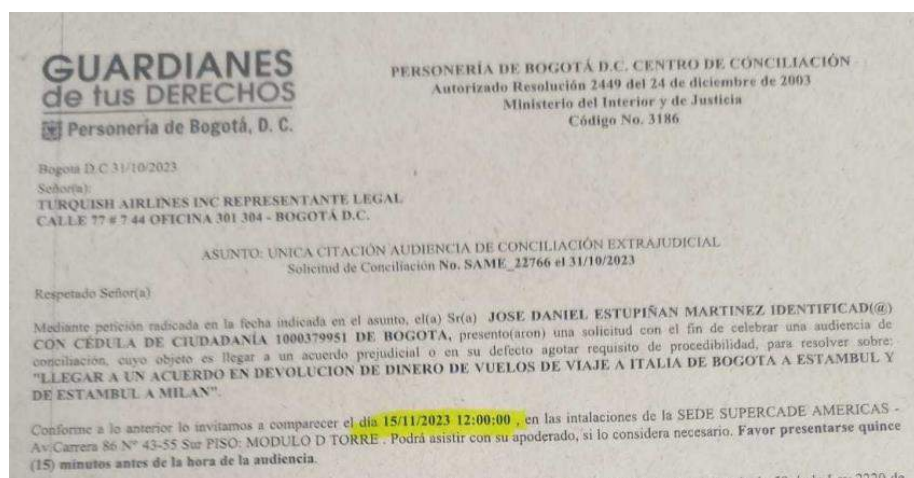 GUARDIANES
de tus DERECHOS
Personería de Bogotá, D. C.
PERSONERÍA DE BOGOTÁ D.C. CENTRO DE CONCILIACIÓN
Autorizado Resolución 2449 del 24 de diciembre de 2003
Ministerio del Interior y de Justicia
Código No. 3186
Bogotá D.C 31/10/2023
Señor(a):
TURQUISH AIRLINES INC REPRESENTANTE LEGAL
CALLE 77 # 7 44 OFICINA 301 304 - BOGOTÁ D.C.
ASUNTO: UNICA CITACIÓN AUDIENCIA DE CONCILIACIÓN EXTRAJUDICIAL
Solicitud de Conciliación No. SAME_22766 el 31/10/2023
Respetado Señor(a)
Mediante petición radicada en la fecha indicada en el asunto, el(a) Sr(a) JOSE DANIEL ESTUPIÑAN MARTINEZ IDENTIFICAD(@)
CON CÉDULA DE CIUDADANÍA 1000379951 DE BOGOTA, presento(aron) una solicitud con el fin de celebrar una audiencia de
conciliación, cuyo objeto es llegar a un acuerdo prejudicial o en su defecto agotar requisito de procedibilidad, para resolver sobre:
"LLEGAR A UN ACUERDO EN DEVOLUCION DE DINERO DE VUELOS DE VIAJE A ITALIA DE BOGOTA A ESTAMBUL Y
DE ESTAMBUL A MILAN".
Conforme a lo anterior lo invitamos a comparecer el día 15/11/2023 12:00:00 , en las intalaciones de la SEDE SUPERCADE AMERICAS -
Av/Carrera 86 Nº 43-55 Sur PISO: MODULO D TORRE . Podrá asistir con su apoderado, si lo considera necesario. Favor presentarse quince
(15) minutos antes de la hora de la audiencia.